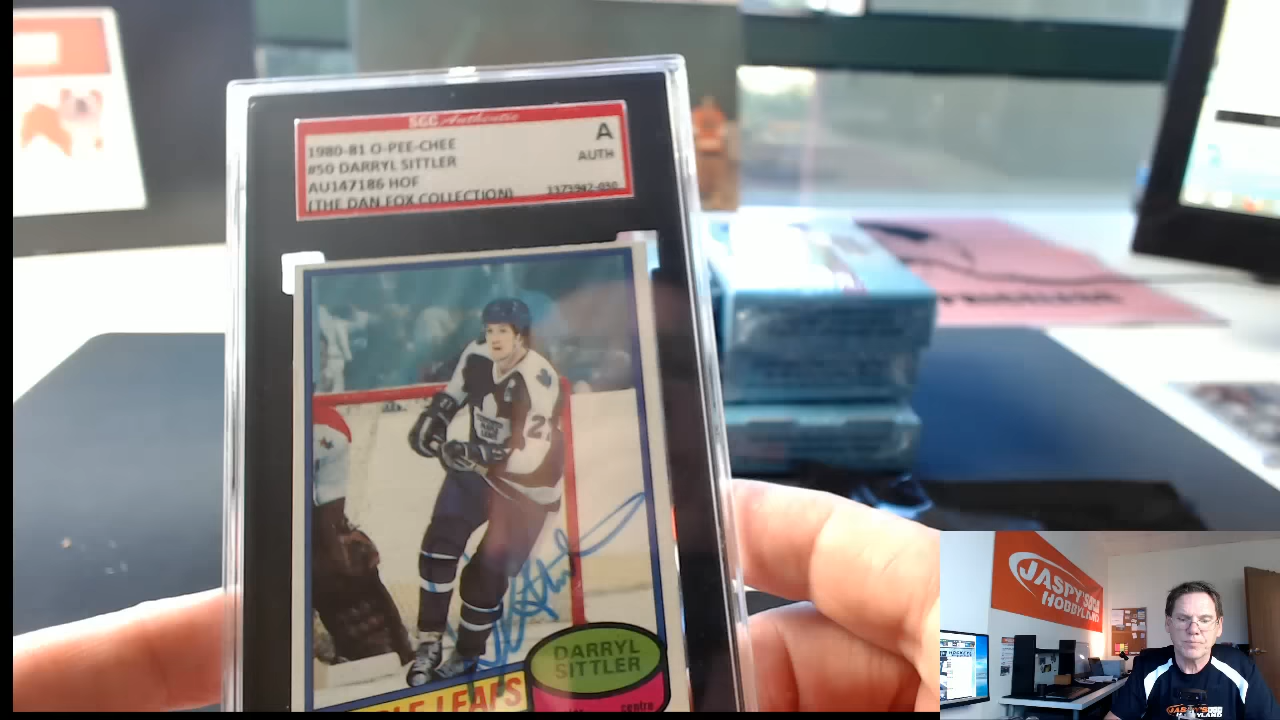 SGC Authentic
1980-81 O-PEE-CHEE
#50 DARRYL SITTLER
AU147186 HOF
(THE DAN FOX COLLECTION)
A
AUTH
DARRYL
SITTLER
centre
LEAFS
JASPY'S
HOBBYLAND